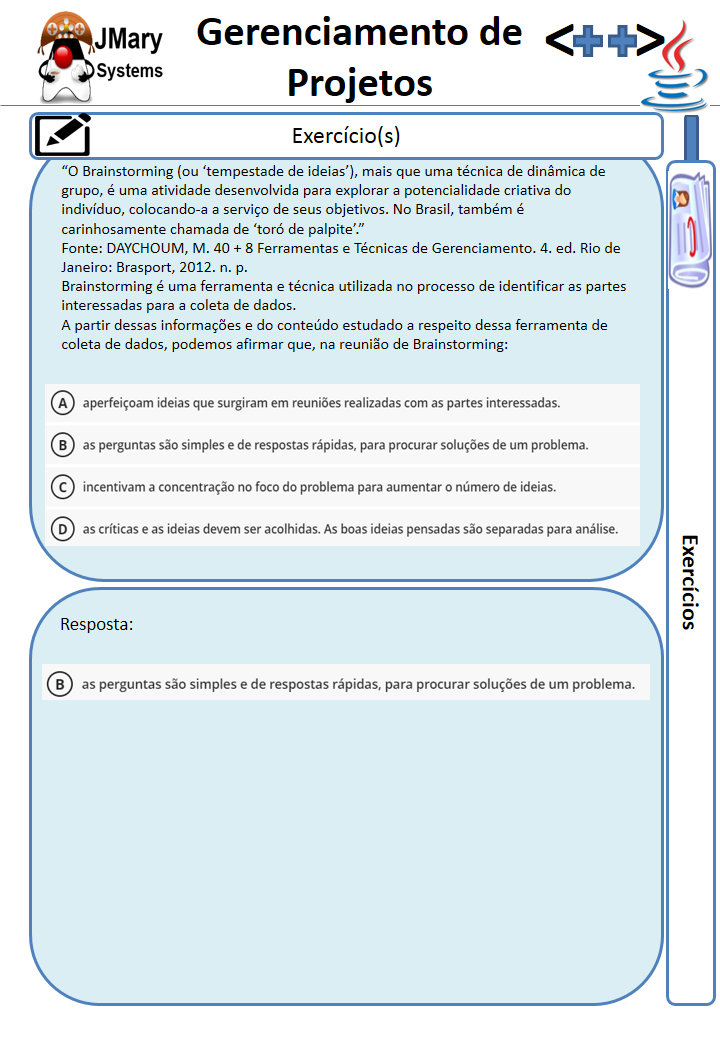 JMary
Systems
Gerenciamento de
Projetos
<++>
Exercício(s)
“O Brainstorming (ou ‘tempestade de ideias’), mais que uma técnica de dinâmica de
grupo, é uma atividade desenvolvida para explorar a potencialidade criativa do
indivíduo, colocando-a a serviço de seus objetivos. No Brasil, também é
carinhosamente chamada de ‘toró de palpite’.”
Fonte: DAYCHOUM, M. 40 + 8 Ferramentas e Técnicas de Gerenciamento. 4. ed. Rio de
Janeiro: Brasport, 2012. n. p.
Brainstorming é uma ferramenta e técnica utilizada no processo de identificar as partes
interessadas para a coleta de dados.
A partir dessas informações e do conteúdo estudado a respeito dessa ferramenta de
coleta de dados, podemos afirmar que, na reunião de Brainstorming:
A aperfeiçoam ideias que surgiram em reuniões realizadas com as partes interessadas.
B as perguntas são simples e de respostas rápidas, para procurar soluções de um problema.
C incentivam a concentração no foco do problema para aumentar o número de ideias.
D as críticas e as ideias devem ser acolhidas. As boas ideias pensadas são separadas para análise.
Exercícios
Resposta:
B as perguntas são simples e de respostas rápidas, para procurar soluções de um problema.